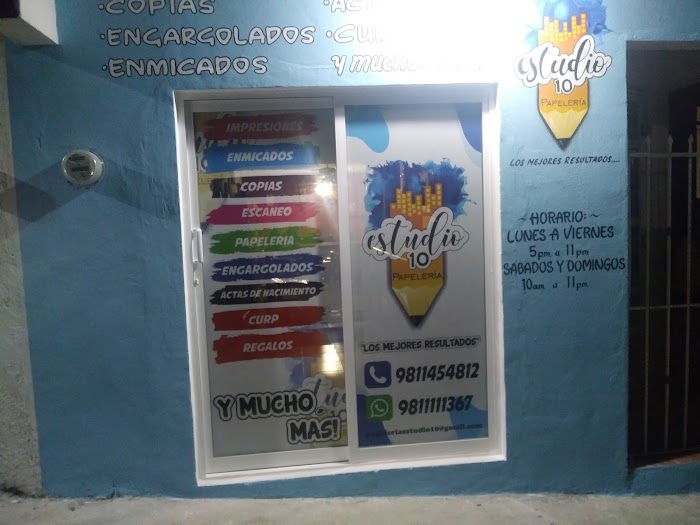 ·COPIAS
·ENGARGOLADOS
·ENMICADOS
Y MUCHO
estudio
10
PAPELERÍA
LOS MEJORES RESULTADOS....
~HORARIO:~
LUNES A VIERNES
5pm a 11pm
SABADOS Y DOMINGOS
10am a 11pm
IMPRESIONES
ENMICADOS
COPIAS
ESCANEO
PAPELERIA
ENGARGOLADOS
ACTAS DE NACIMIENTO
CURP
REGALOS
Y MUCHO
MAS!
estudio
10
PAPELERÍA
"LOS MEJORES RESULTADOS"
9811454812
9811111367